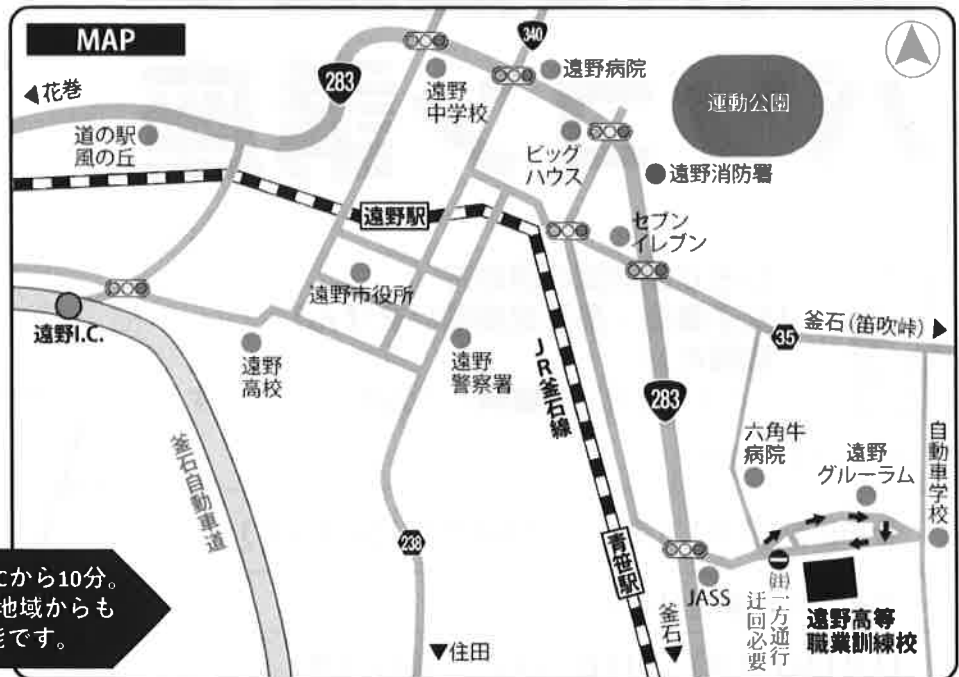 MAP
340
283
遠野病院
運動公園
◀花巻
遠野
中学校
道の駅
風の丘
ビッグ
ハウス
遠野消防署
遠野駅
セブン
イレブン
遠野市役所
釜石(笛吹峠)▶
35
遠野I.C.
遠野
高校
遠野
警察署
JR釜石線
283
六角牛
病院
遠野
グルーラム
自動車学校
釜石自動車道
238
青笹駅
JASS
釜石▼
(注)一方通行
迂回必要
遠野高等
職業訓練校
▼住田
Cから10分。
地域からも
能です。